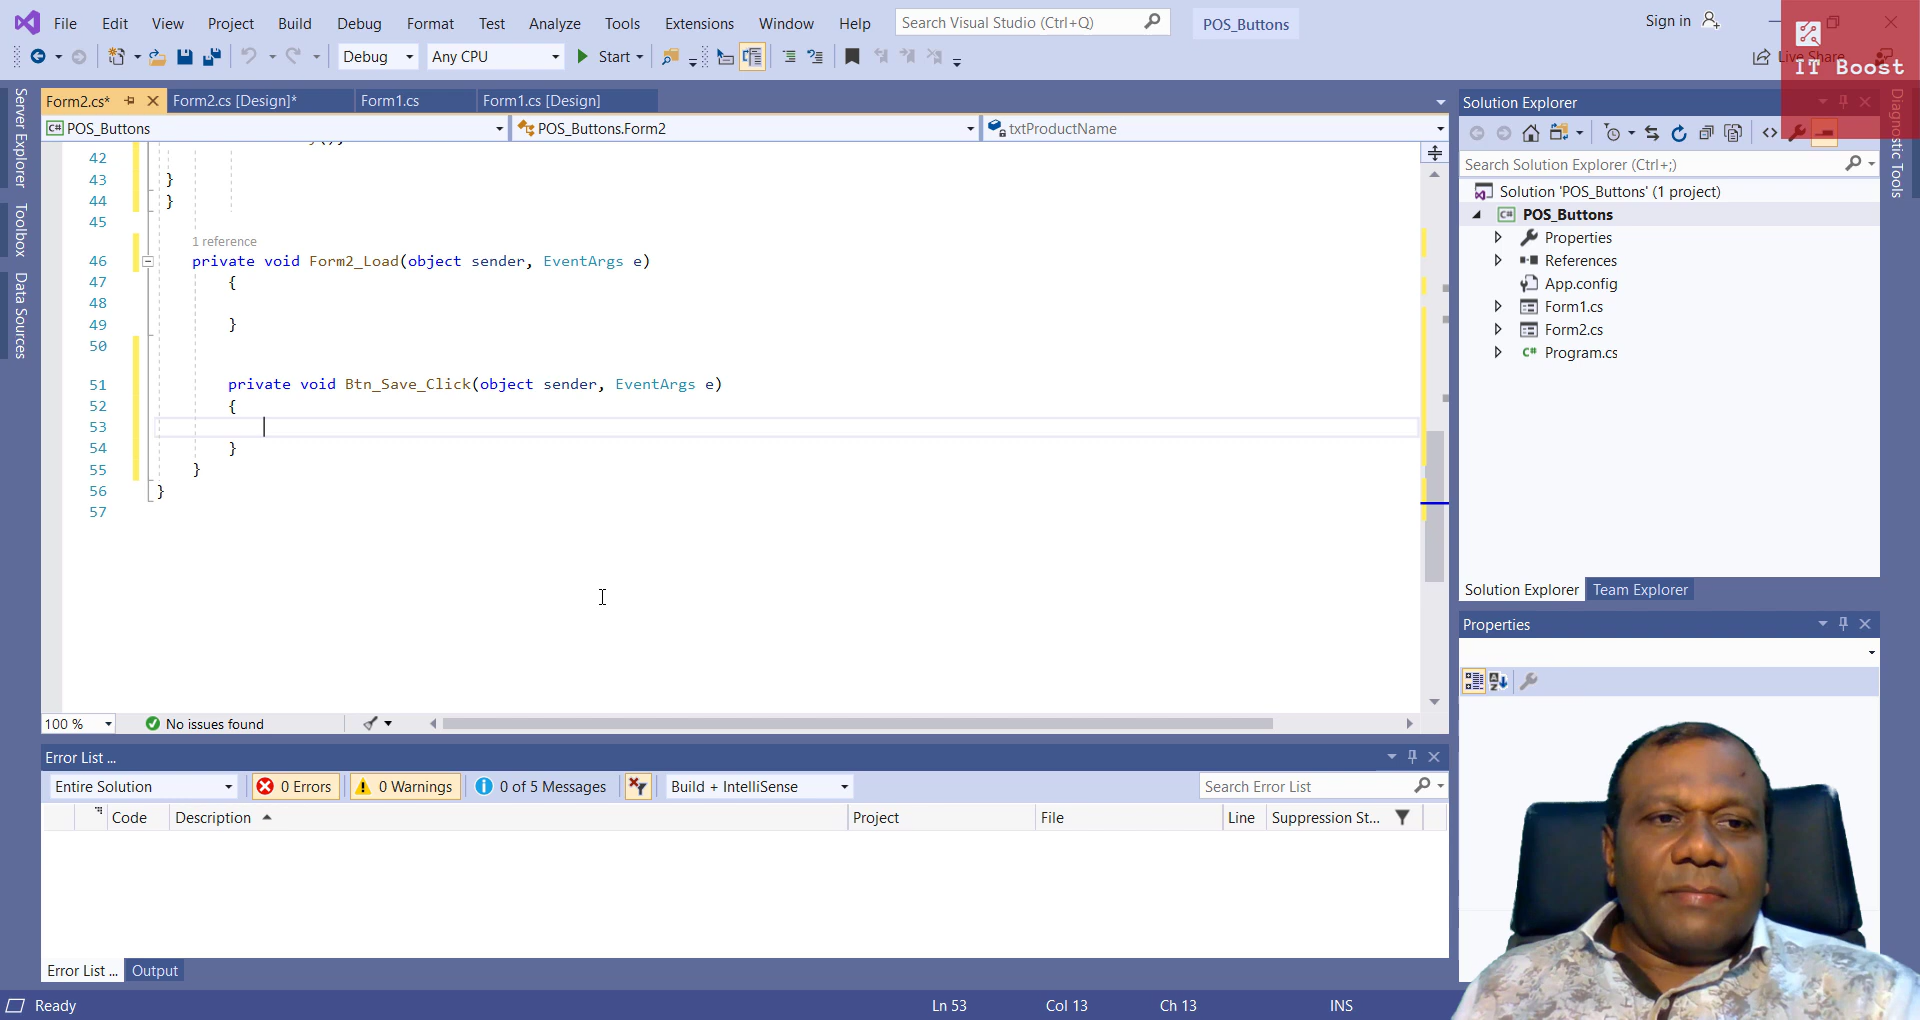 File Edit View Project Build Debug Format Test Analyze Tools Extensions Window Help Search Visual Studio (Ctrl+Q) POS_Buttons Sign in
Debug Any CPU Start Live Share
IT Boost
Form2.cs* Form2.cs [Design]* Form1.cs Form1.cs [Design]
POS_Buttons POS_Buttons.Form2 txtProductName
Server Explorer
Toolbox
Data Sources
42
43 }
44 }
45
1 reference
46 private void Form2_Load(object sender, EventArgs e)
47 {
48
49 }
50
51 private void Btn_Save_Click(object sender, EventArgs e)
52 {
53
54 }
55 }
56 }
57
100 % No issues found
Error List ...
Entire Solution 0 Errors 0 Warnings 0 of 5 Messages Build + IntelliSense Search Error List
Code Description Project File Line Suppression St...
Error List ... Output
Ready Ln 53 Col 13 Ch 13 INS
Solution Explorer
Search Solution Explorer (Ctrl+;)
Solution 'POS_Buttons' (1 project)
POS_Buttons
Properties
References
App.config
Form1.cs
Form2.cs
Program.cs
Solution Explorer Team Explorer
Properties
Diagnostic Tools